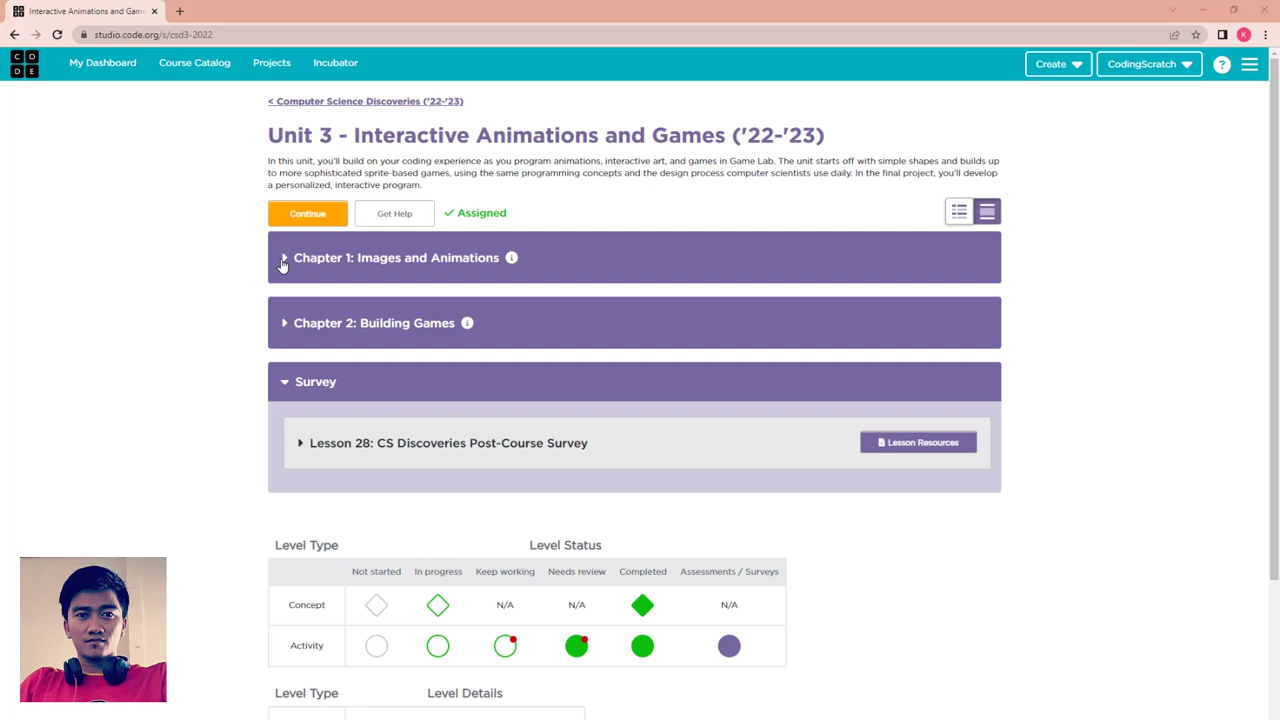 Interactive Animations and Game
studio.code.org/s/csd3-2022
K
C O
D E
My Dashboard
Course Catalog
Projects
Incubator
Create
CodingScratch
?
< Computer Science Discoveries ('22-'23)
Unit 3 - Interactive Animations and Games ('22-'23)
In this unit, you'll build on your coding experience as you program animations, interactive art, and games in Game Lab. The unit starts off with simple shapes and builds up
to more sophisticated sprite-based games, using the same programming concepts and the design process computer scientists use daily. In the final project, you'll develop
a personalized, interactive program.
Continue
Get Help
Assigned
Chapter 1: Images and Animations
Chapter 2: Building Games
Survey
Lesson 28: CS Discoveries Post-Course Survey
Lesson Resources
Level Type
Level Status
Not started
In progress
Keep working
Needs review
Completed
Assessments / Surveys
Concept
N/A
N/A
N/A
Activity
Level Type
Level Details